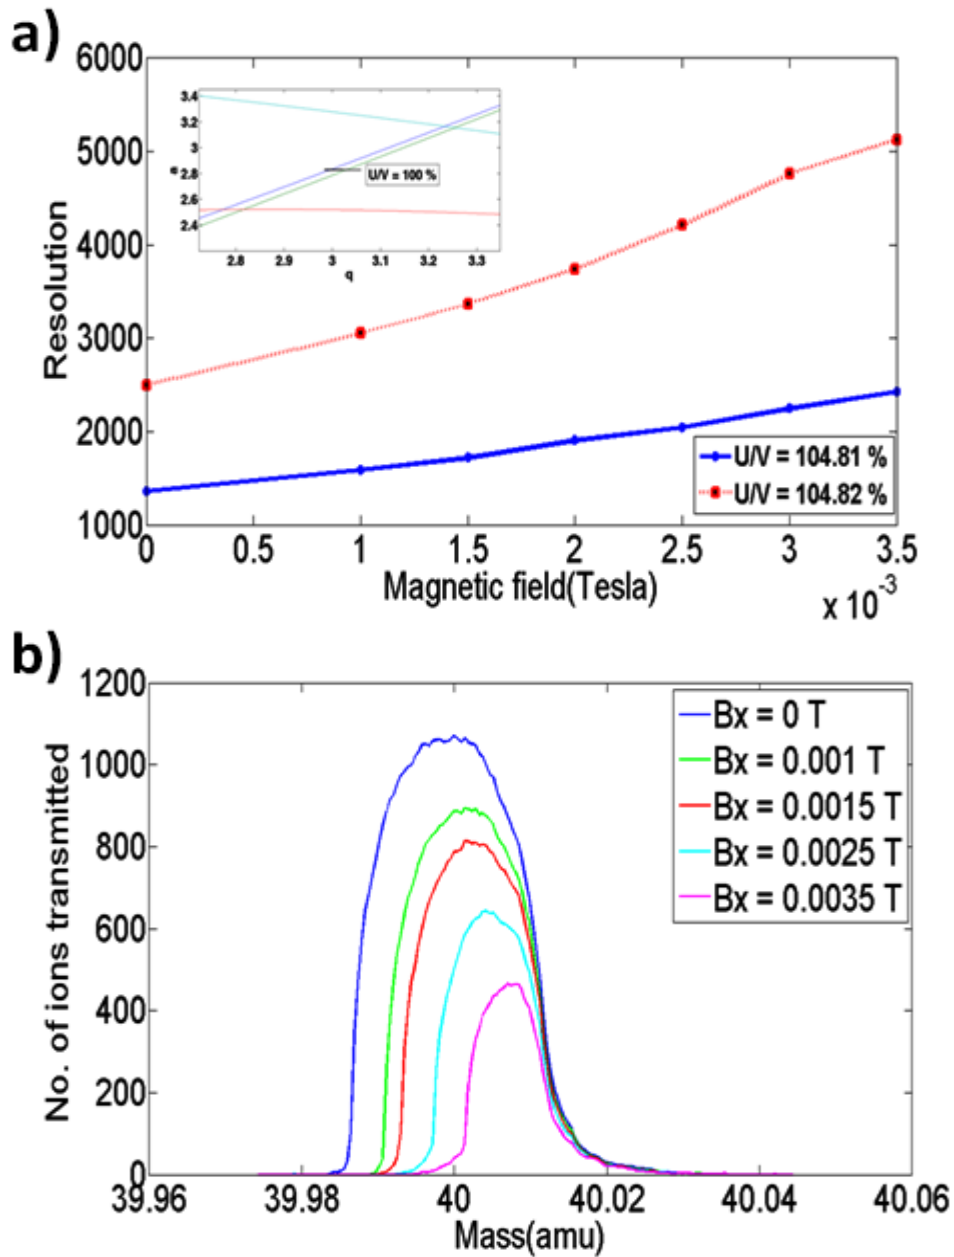 a)
6000
5000
4000
3000
2000
1000
Resolution
3.4
3.2
3
2.8
2.6
2.4
a
U/V = 100 %
2.8 2.9 3 3.1 3.2 3.3
q
U/V = 104.81 %
U/V = 104.82 %
0 0.5 1 1.5 2 2.5 3 3.5
Magnetic field(Tesla)
x 10-3
b)
1200
1000
800
600
400
200
0
No. of ions transmitted
Bx = 0 T
Bx = 0.001 T
Bx = 0.0015 T
Bx = 0.0025 T
Bx = 0.0035 T
39.96 39.98 40 40.02 40.04 40.06
Mass(amu)